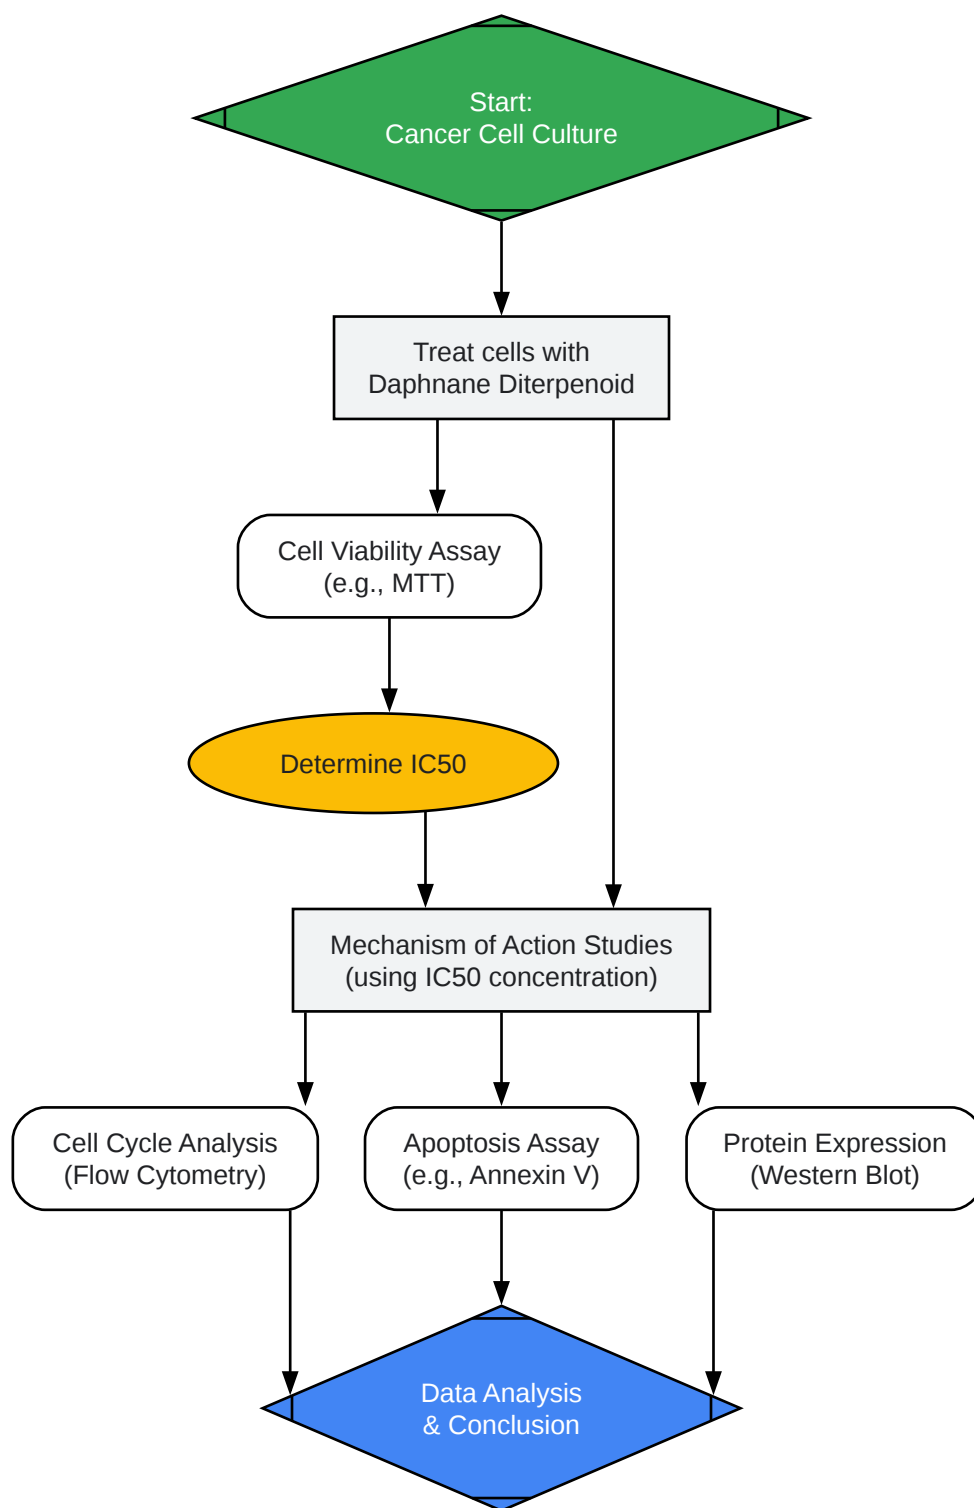 Start:
Cancer Cell Culture
Treat cells with
Daphnane Diterpenoid
Cell Viability Assay
(e.g., MTT)
Determine IC50
Mechanism of Action Studies
(using IC50 concentration)
Cell Cycle Analysis
(Flow Cytometry)
Apoptosis Assay
(e.g., Annexin V)
Protein Expression
(Western Blot)
Data Analysis
& Conclusion